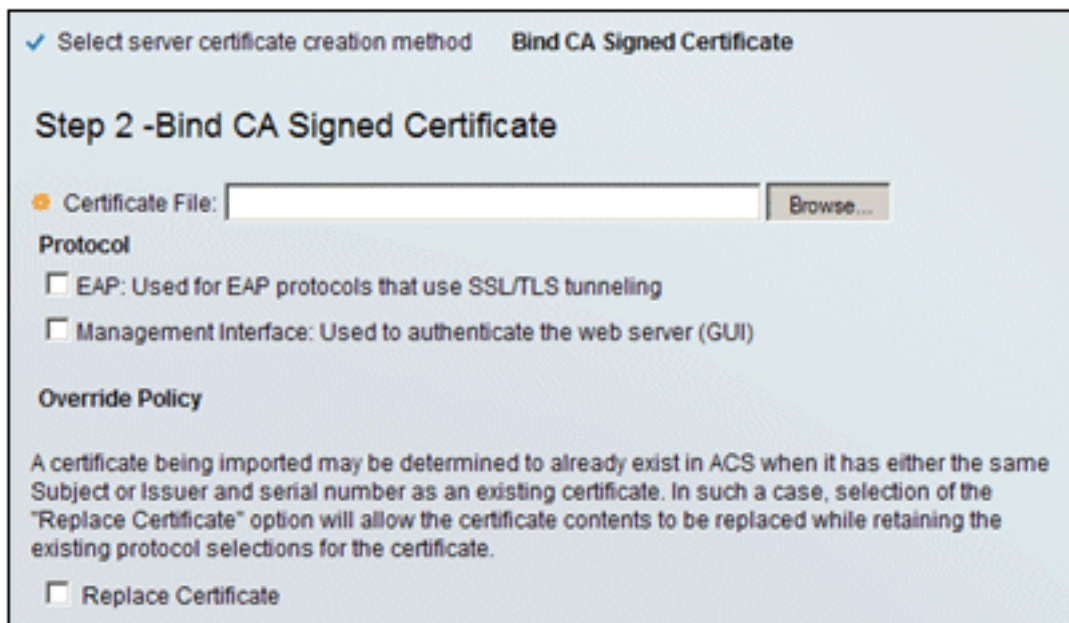 Select server certificate creation method Bind CA Signed Certificate
Step 2 -Bind CA Signed Certificate
Certificate File: Browse...
Protocol
EAP: Used for EAP protocols that use SSL/TLS tunneling
Management Interface: Used to authenticate the web server (GUI)
Override Policy
A certificate being imported may be determined to already exist in ACS when it has either the same
Subject or Issuer and serial number as an existing certificate. In such a case, selection of the
"Replace Certificate" option will allow the certificate contents to be replaced while retaining the
existing protocol selections for the certificate.
Replace Certificate